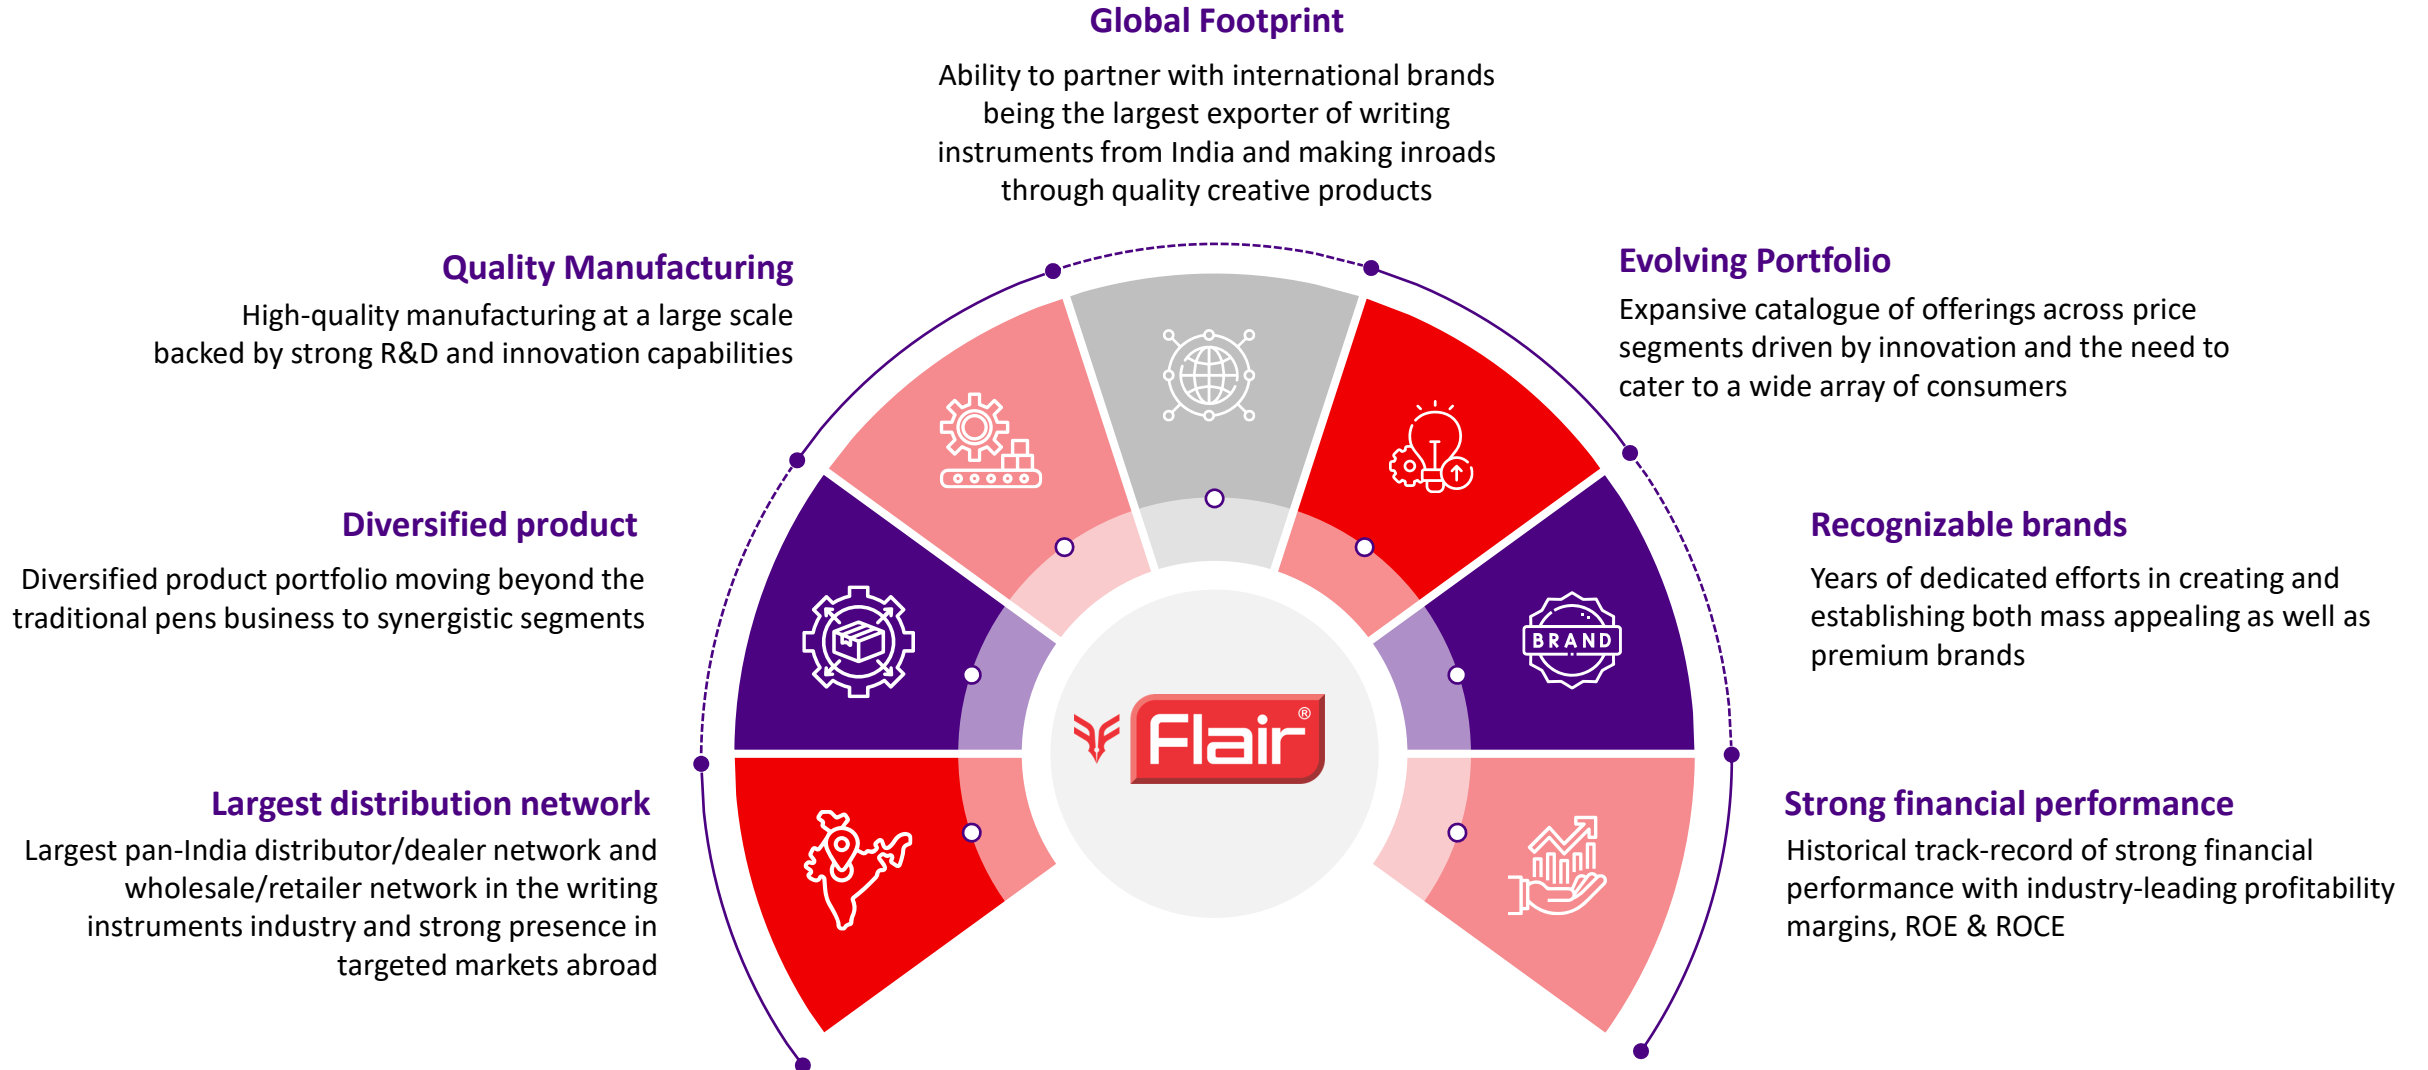 Global Footprint
Ability to partner with international brands
being the largest exporter of writing
instruments from India and making inroads
through quality creative products
Quality Manufacturing
High-quality manufacturing at a large scale
backed by strong R&D and innovation capabilities
Evolving Portfolio
Expansive catalogue of offerings across price
segments driven by innovation and the need to
cater to a wide array of consumers
Diversified product
Diversified product portfolio moving beyond the
traditional pens business to synergistic segments
Recognizable brands
Years of dedicated efforts in creating and
establishing both mass appealing as well as
premium brands
BRAND
Flair®
Largest distribution network
Largest pan-India distributor/dealer network and
wholesale/retailer network in the writing
instruments industry and strong presence in
targeted markets abroad
Strong financial performance
Historical track-record of strong financial
performance with industry-leading profitability
margins, ROE & ROCE